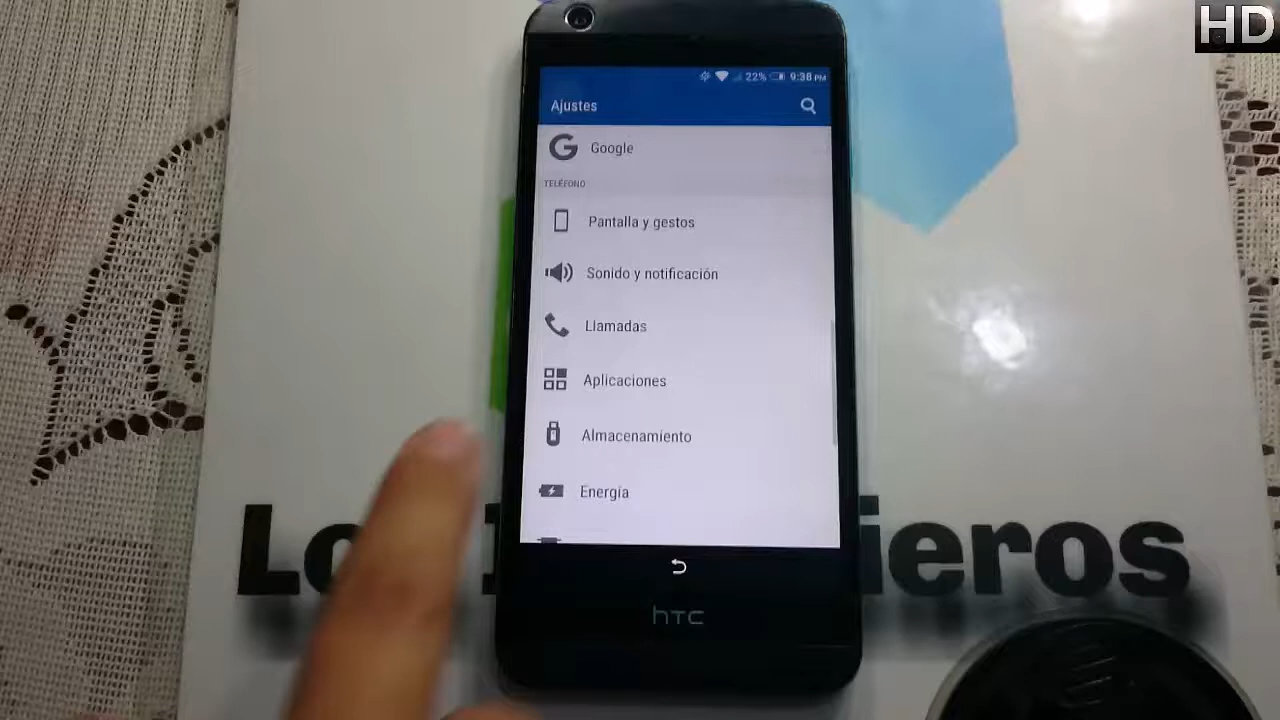 HD
22% 9:38 PM
Ajustes
Google
TELÉFONO
Pantalla y gestos
Sonido y notificación
Llamadas
Aplicaciones
Almacenamiento
Energía
hTC